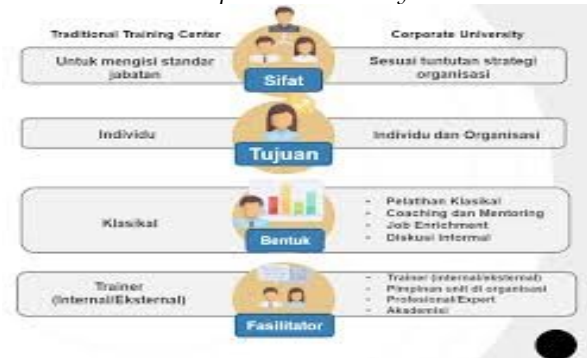 Traditional Training Center
Corporate University
Untuk mengisi standar
jabatan
Sifat
Sesuai tuntutan strategi
organisasi
Individu
Tujuan
Individu dan Organisasi
Klasikal
Bentuk
- Pelatihan Klasikal
- Coaching dan Mentoring
- Job Enrichment
- Diskusi Informal
Trainer
(Internal/Eksternal)
Fasilitator
- Trainer (internal/eksternal)
- Pimpinan unit di organisasi
- Profesional/Expert
- Akademisi